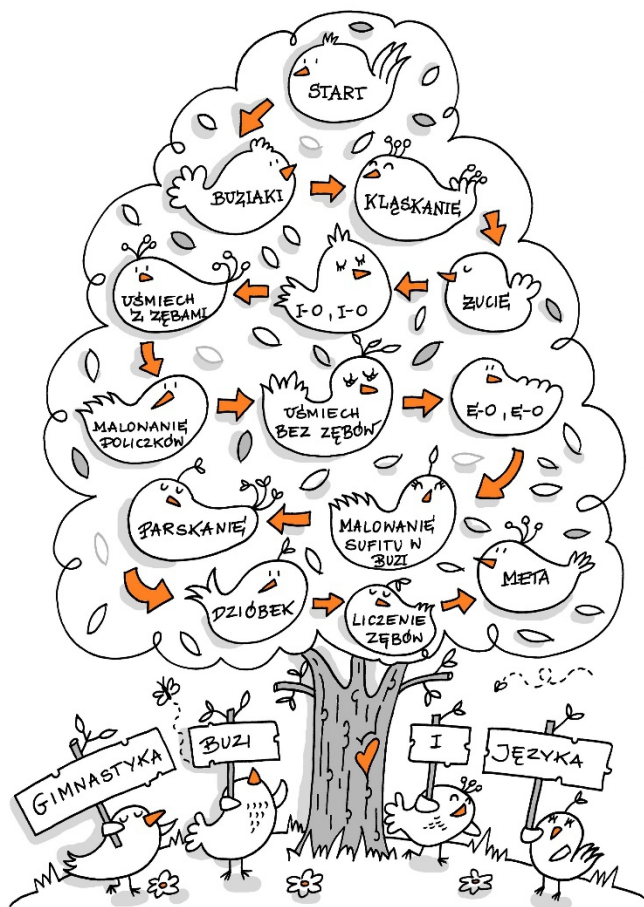 START
BUZIAKI
KLĄSKANIE
ŻUCIE
I-O, I-O
UŚMIECH
Z ZĘBAMI
MALOWANIE
POLICZKÓW
UŚMIECH
BEZ ZĘBÓW
E-O, E-O
MALOWANIE
SUFITU W
BUZI
PARSKANIE
DZIÓBEK
LICZENIE
ZĘBÓW
META
GIMNASTYKA
BUZI
I
JĘZYKA